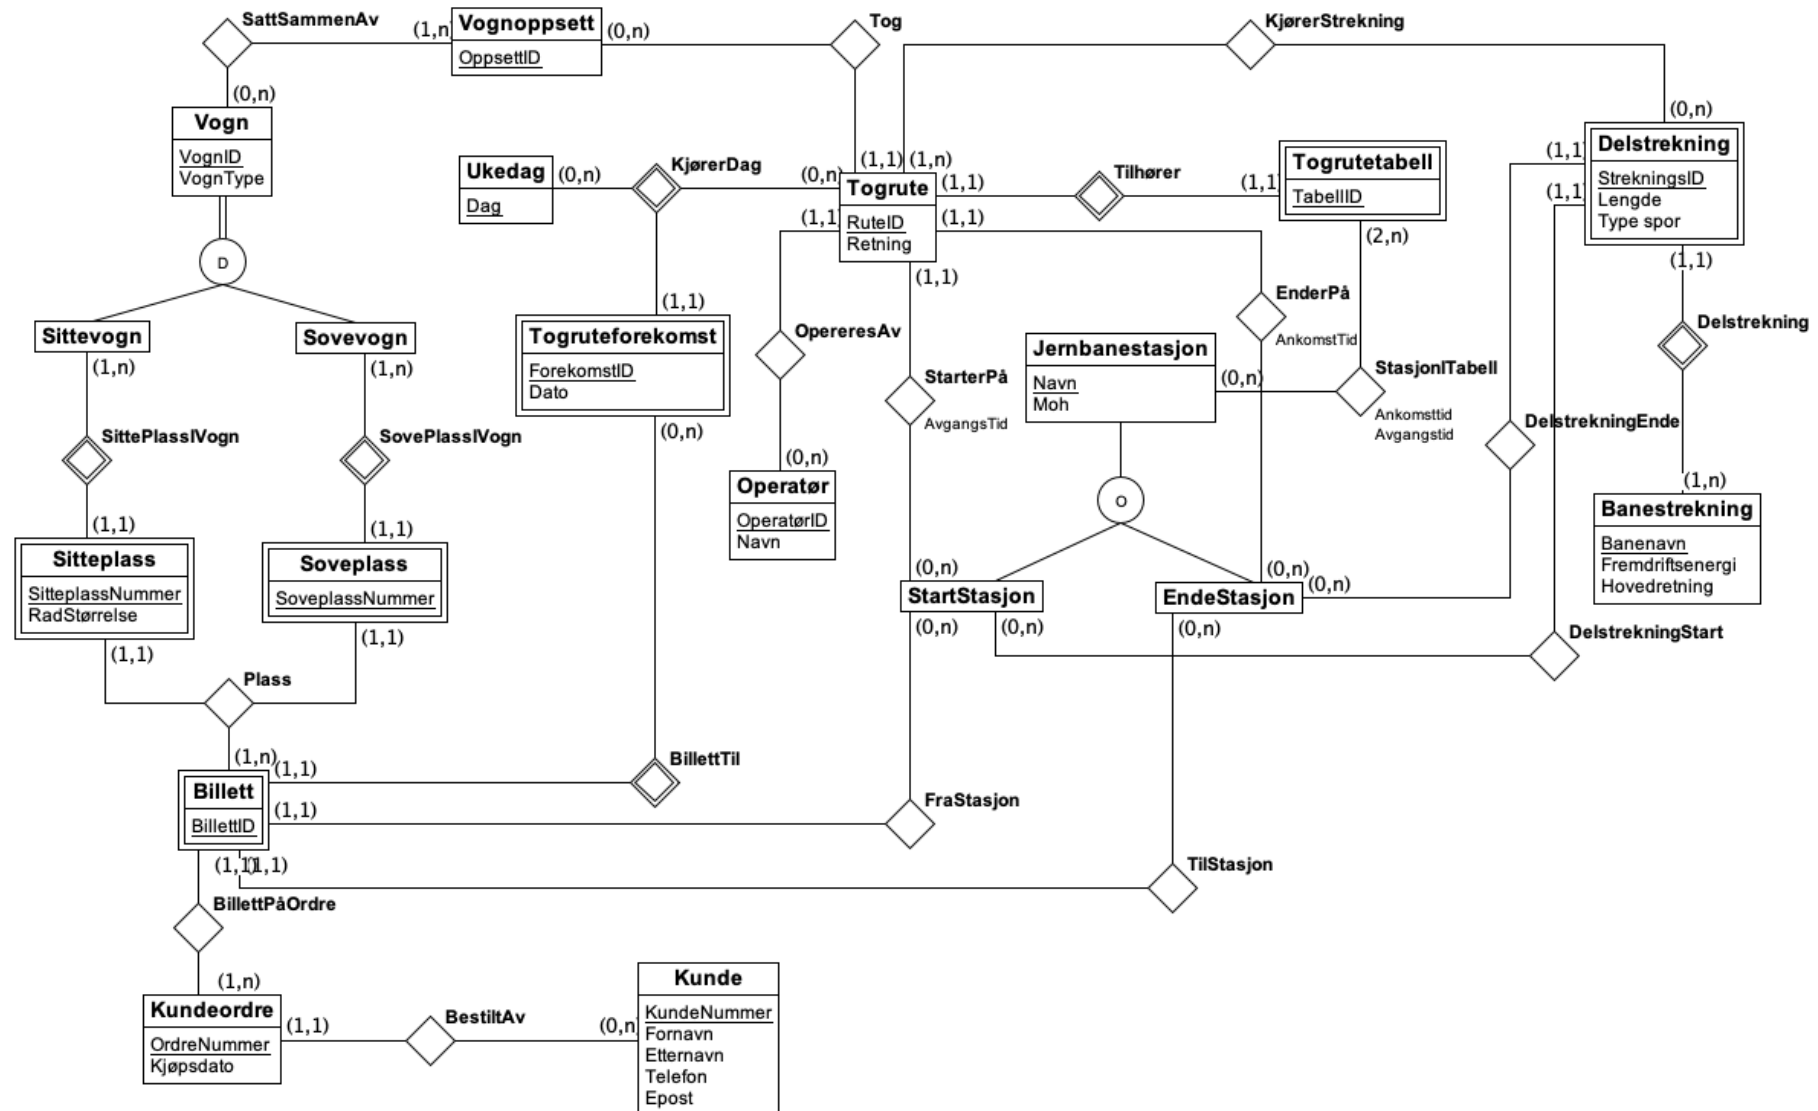 SattSammenAv
(1,n)
Vognoppsett
OppsettID
(0,n)
Tog
KjørerStrekning
(0,n)
Vogn
VognID
VognType
D
Sittevogn
(1,n)
Sovevogn
(1,n)
SittePlassIVogn
SovePlassIVogn
(1,1)
(1,1)
Sitteplass
SitteplassNummer
RadStørrelse
(1,1)
Soveplass
SoveplassNummer
(1,1)
Plass
Ukedag
Dag
(0,n)
KjørerDag
(0,n)
(1,1)
(1,n)
Togrute
RuteID
Retning
(1,1)
(1,1)
(1,1)
(1,1)
Tilhører
(1,1)
Togrutetabell
TabellID
(2,n)
(0,n)
Delstrekning
StrekningsID
Lengde
Type spor
(1,1)
(1,1)
(1,1)
Delstrekning
(1,1)
Togruteforekomst
ForekomstID
Dato
(0,n)
OpereresAv
(0,n)
Operatør
OperatørID
Navn
StarterPå
AvgangsTid
EnderPå
AnkomstTid
Jernbanestasjon
Navn
Moh
(0,n)
StasjonITabell
Ankomsttid
Avgangstid
O
DelstrekningEnde
(1,n)
Banestrekning
Banenavn
Fremdriftsenergi
Hovedretning
(0,n)
StartStasjon
(0,n)
(0,n)
(0,n)
EndeStasjon
(0,n)
(0,n)
DelstrekningStart
(1,n)
Billett
BillettID
(1,1)
(1,1)
(1,1)
(1,1)
BillettTil
FraStasjon
TilStasjon
BillettPåOrdre
(1,n)
Kundeordre
OrdreNummer
Kjøpsdato
(1,1)
BestiltAv
(0,n)
Kunde
KundeNummer
Fornavn
Etternavn
Telefon
Epost